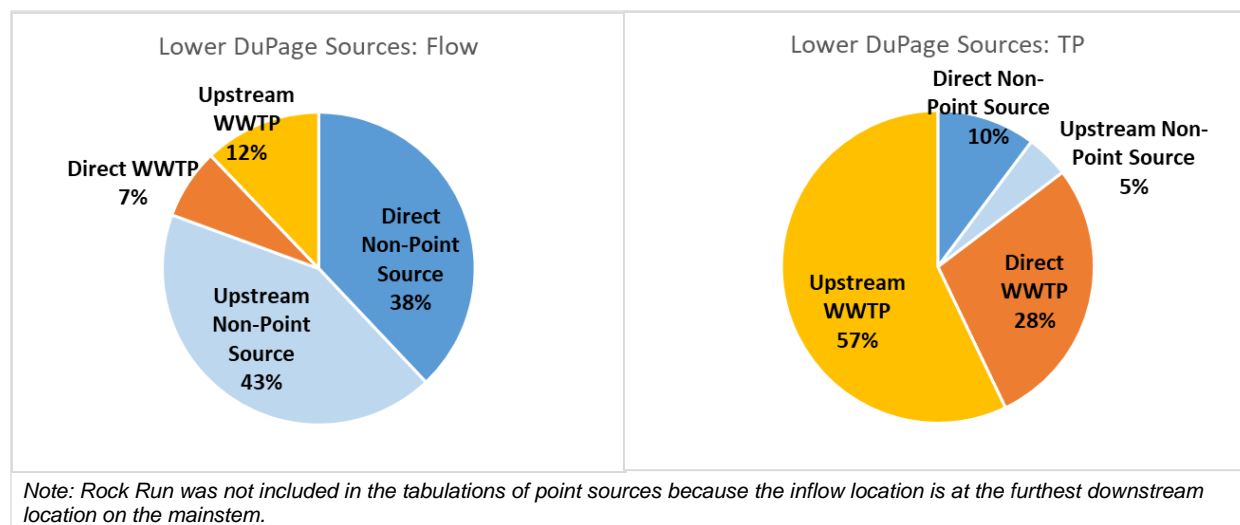 Lower DuPage Sources: Flow
Upstream
WWTP
12%
Direct WWTP
7%
Direct
Non-Point
Source
38%
Upstream
Non-Point
Source
43%
Lower DuPage Sources: TP
Direct Non-
Point Source
10%
Upstream Non-
Point Source
5%
Direct
WWTP
28%
Upstream
WWTP
57%
Note: Rock Run was not included in the tabulations of point sources because the inflow location is at the furthest downstream
location on the mainstem.